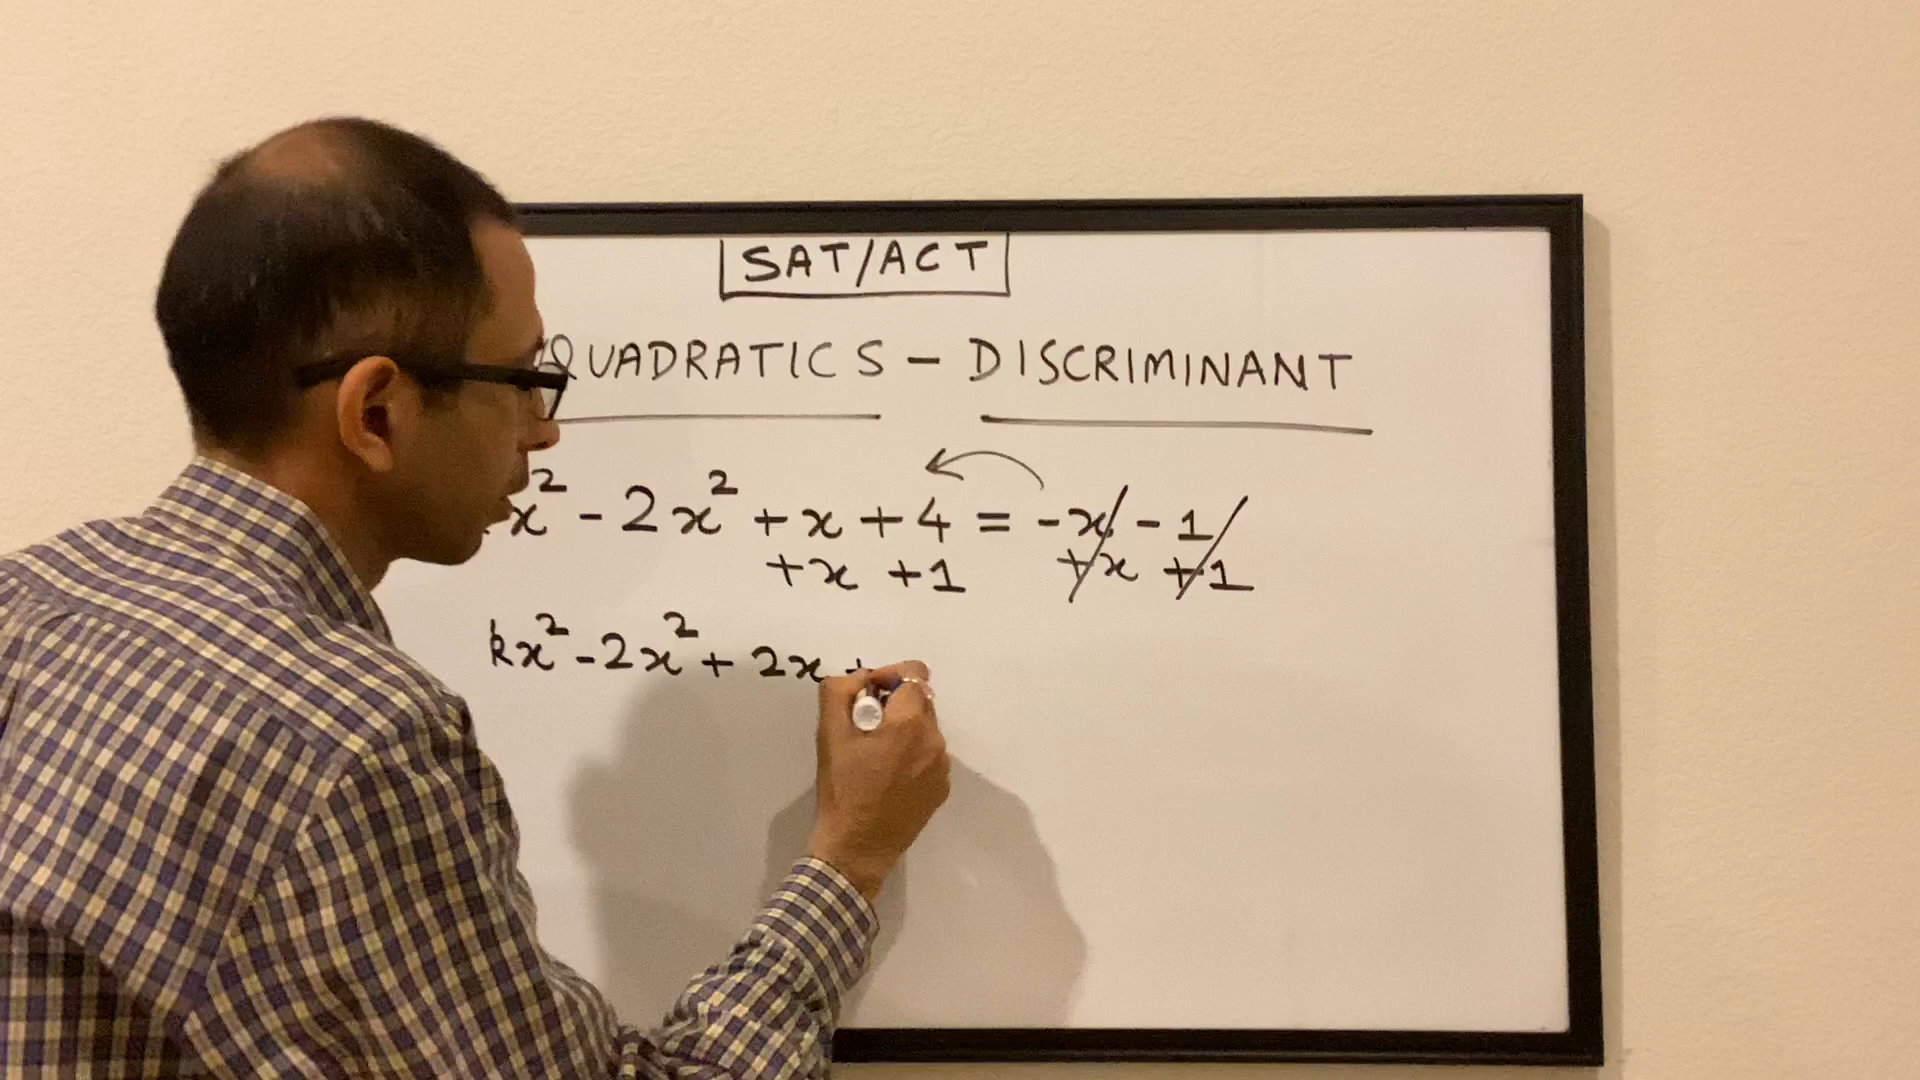 SAT/ACT
QUADRATICS - DISCRIMINANT
x² - 2x² + x + 4 = -x - 1
+x +1 +x +1
kx² - 2x² + 2x +